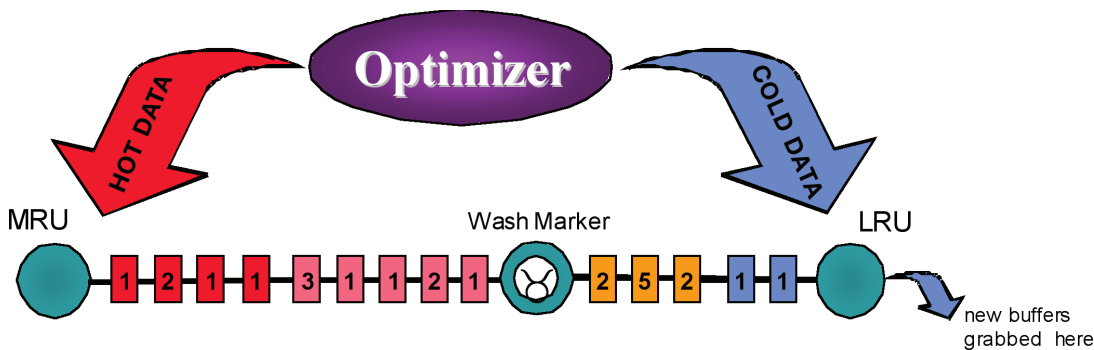 Optimizer
HOT DATA
COLD DATA
MRU
Wash Marker
LRU
1 2 1 1 3 1 1 2 1 2 5 2 1 1
new buffers
grabbed here